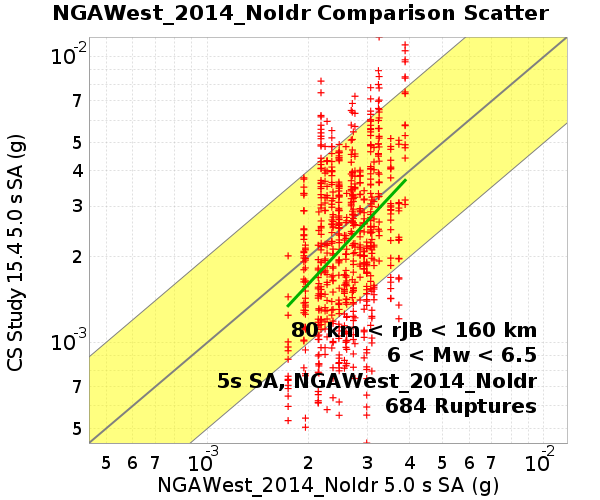 NGAWest_2014_NoIdr Comparison Scatter
10-2
7
5
4
3
2
10-3
7
5
CS Study 15.4 5.0 s SA (g)
80 km < rJB < 160 km
6 < Mw < 6.5
5s SA, NGAWest_2014_NoIdr
684 Ruptures
5 6 7 10-3 2 3 4 5 6 7 10-2
NGAWest_2014_NoIdr 5.0 s SA (g)